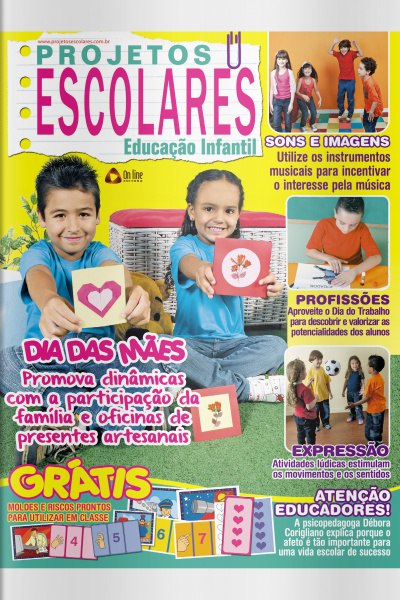 www.projetosescolares.com.br
PROJETOS
ESCOLARES
Educação Infantil
On line
EDITORA
SONS E IMAGENS
Utilize os instrumentos
musicais para incentivar
o interesse pela música
PROFISSÕES
Aproveite o Dia do Trabalho
para descobrir e valorizar as
potencialidades dos alunos
DIA DAS MÃES
Promova dinâmicas
com a participação da
família e oficinas de
presentes artesanais
EXPRESSÃO
Atividades lúdicas estimulam
os movimentos e os sentidos
GRÁTIS
MOLDES E RISCOS PRONTOS
PARA UTILIZAR EM CLASSE
4
5
6
7
ATENÇÃO
EDUCADORES!
A psicopedagoga Débora
Corigliano explica porque o
afeto é tão importante para
uma vida escolar de sucesso